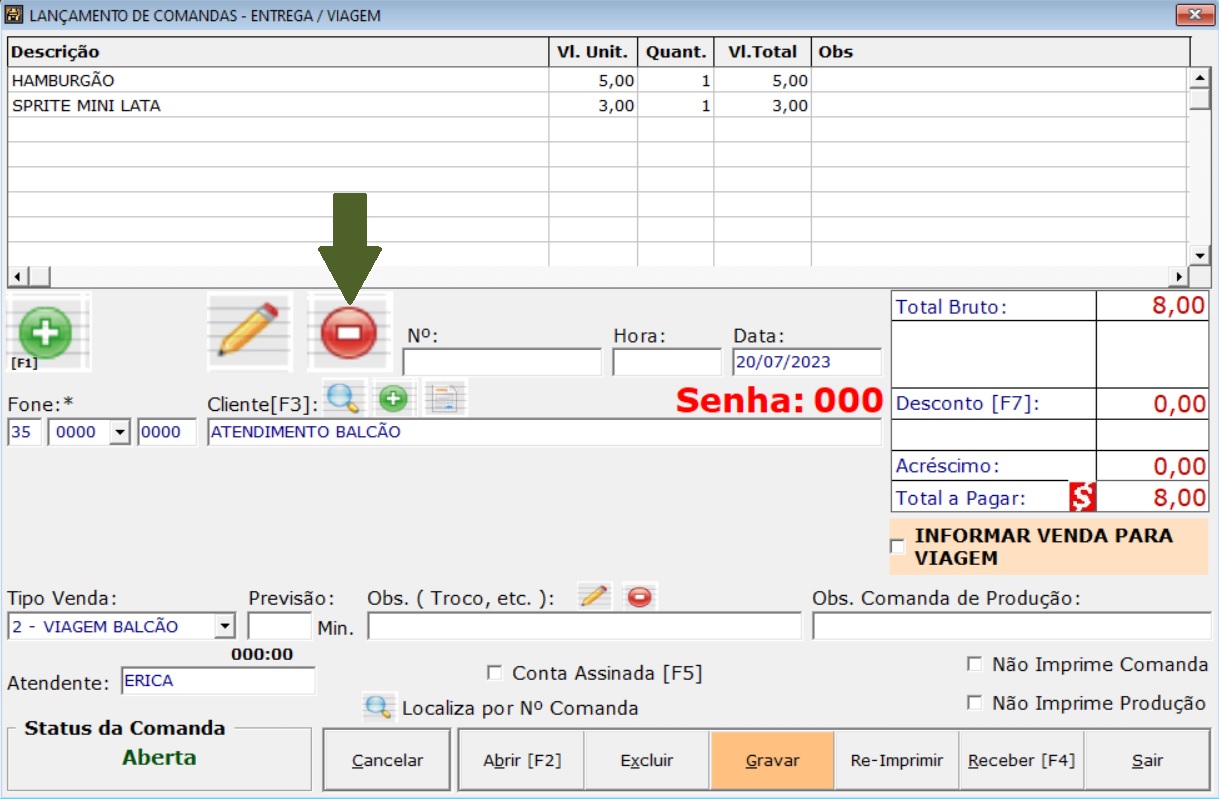 LANÇAMENTO DE COMANDAS - ENTREGA / VIAGEM
Descrição Vl. Unit. Quant. Vl.Total Obs
HAMBURGÃO 5,00 1 5,00
SPRITE MINI LATA 3,00 1 3,00
[F1]
Nº: Hora: Data:
20/07/2023
Total Bruto: 8,00
Fone:* Cliente[F3]: Senha: 000
Desconto [F7]: 0,00
35 0000 0000 ATENDIMENTO BALCÃO
Acréscimo: 0,00
Total a Pagar: $ 8,00
INFORMAR VENDA PARA
VIAGEM
Tipo Venda: Previsão: Obs. ( Troco, etc. ): Obs. Comanda de Produção:
2 - VIAGEM BALCÃO Min.
000:00
Atendente: ERICA
Conta Assinada [F5]
Não Imprime Comanda
Localiza por Nº Comanda
Não Imprime Produção
Status da Comanda
Aberta
Cancelar Abrir [F2] Excluir Gravar Re-Imprimir Receber [F4] Sair